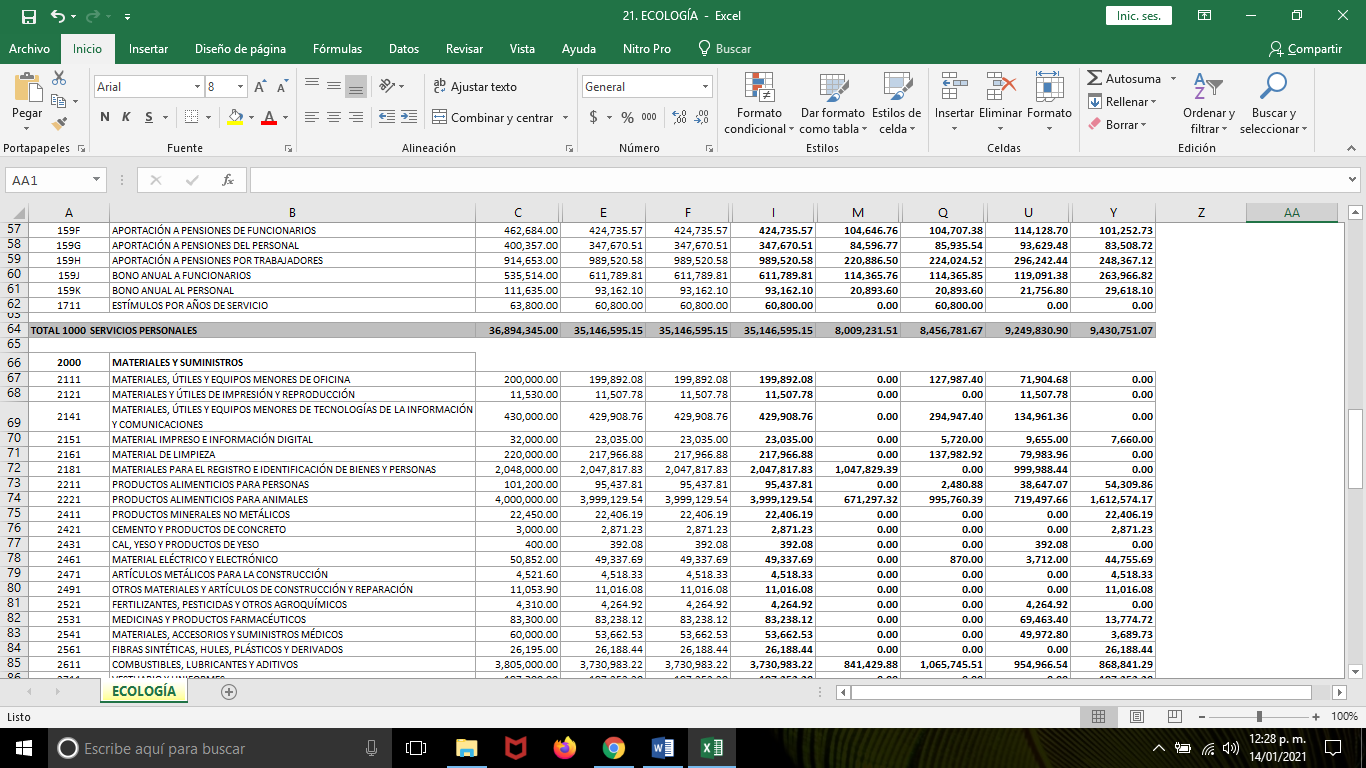 21. ECOLOGÍA - Excel
Inic. ses.
Archivo Inicio Insertar Diseño de página Fórmulas Datos Revisar Vista Ayuda Nitro Pro Buscar Compartir
Pegar
Arial 8 A A
N K S A
Ajustar texto
Combinar y centrar
General
$ % 000
Formato condicional
Dar formato como tabla
Estilos de celda
Insertar Eliminar Formato
Autosuma
Rellenar
Borrar
Ordenar y filtrar
Buscar y seleccionar
Portapapeles Fuente Alineación Número Estilos Celdas Edición
AA1 fx
A B C E F I M Q U Y Z AA
57 159F APORTACIÓN A PENSIONES DE FUNCIONARIOS 462,684.00 424,735.57 424,735.57 424,735.57 104,646.76 104,707.38 114,128.70 101,252.73
58 159G APORTACIÓN A PENSIONES DEL PERSONAL 400,357.00 347,670.51 347,670.51 347,670.51 84,596.77 85,935.54 93,629.48 83,508.72
59 159H APORTACIÓN A PENSIONES POR TRABAJADORES 914,653.00 989,520.58 989,520.58 989,520.58 220,886.50 224,024.52 296,242.44 248,367.12
60 159J BONO ANUAL A FUNCIONARIOS 535,514.00 611,789.81 611,789.81 611,789.81 114,365.76 114,365.85 119,091.38 263,966.82
61 159K BONO ANUAL AL PERSONAL 111,635.00 93,162.10 93,162.10 93,162.10 20,893.60 20,893.60 21,756.80 29,618.10
62 1711 ESTÍMULOS POR AÑOS DE SERVICIO 63,800.00 60,800.00 60,800.00 60,800.00 0.00 60,800.00 0.00 0.00
63
64 TOTAL 1000 SERVICIOS PERSONALES 36,894,345.00 35,146,595.15 35,146,595.15 35,146,595.15 8,009,231.51 8,456,781.67 9,249,830.90 9,430,751.07
65
66 2000 MATERIALES Y SUMINISTROS
67 2111 MATERIALES, ÚTILES Y EQUIPOS MENORES DE OFICINA 200,000.00 199,892.08 199,892.08 199,892.08 0.00 127,987.40 71,904.68 0.00
68 2121 MATERIALES Y ÚTILES DE IMPRESIÓN Y REPRODUCCIÓN 11,530.00 11,507.78 11,507.78 11,507.78 0.00 0.00 11,507.78 0.00
MATERIALES, ÚTILES Y EQUIPOS MENORES DE TECNOLOGÍAS DE LA INFORMACIÓN
69 2141 Y COMUNICACIONES 430,000.00 429,908.76 429,908.76 429,908.76 0.00 294,947.40 134,961.36 0.00
70 2151 MATERIAL IMPRESO E INFORMACIÓN DIGITAL 32,000.00 23,035.00 23,035.00 23,035.00 0.00 5,720.00 9,655.00 7,660.00
71 2161 MATERIAL DE LIMPIEZA 220,000.00 217,966.88 217,966.88 217,966.88 0.00 137,982.92 79,983.96 0.00
72 2181 MATERIALES PARA EL REGISTRO E IDENTIFICACIÓN DE BIENES Y PERSONAS 2,048,000.00 2,047,817.83 2,047,817.83 2,047,817.83 1,047,829.39 0.00 999,988.44 0.00
73 2211 PRODUCTOS ALIMENTICIOS PARA PERSONAS 101,200.00 95,437.81 95,437.81 95,437.81 0.00 2,480.88 38,647.07 54,309.86
74 2221 PRODUCTOS ALIMENTICIOS PARA ANIMALES 4,000,000.00 3,999,129.54 3,999,129.54 3,999,129.54 671,297.32 995,760.39 719,497.66 1,612,574.17
75 2411 PRODUCTOS MINERALES NO METÁLICOS 22,450.00 22,406.19 22,406.19 22,406.19 0.00 0.00 0.00 22,406.19
76 2421 CEMENTO Y PRODUCTOS DE CONCRETO 3,000.00 2,871.23 2,871.23 2,871.23 0.00 0.00 0.00 2,871.23
77 2431 CAL, YESO Y PRODUCTOS DE YESO 400.00 392.08 392.08 392.08 0.00 0.00 392.08 0.00
78 2461 MATERIAL ELÉCTRICO Y ELECTRÓNICO 50,852.00 49,337.69 49,337.69 49,337.69 0.00 870.00 3,712.00 44,755.69
79 2471 ARTÍCULOS METÁLICOS PARA LA CONSTRUCCIÓN 4,521.60 4,518.33 4,518.33 4,518.33 0.00 0.00 0.00 4,518.33
80 2491 OTROS MATERIALES Y ARTÍCULOS DE CONSTRUCCIÓN Y REPARACIÓN 11,053.90 11,016.08 11,016.08 11,016.08 0.00 0.00 0.00 11,016.08
81 2521 FERTILIZANTES, PESTICIDAS Y OTROS AGROQUÍMICOS 4,310.00 4,264.92 4,264.92 4,264.92 0.00 0.00 4,264.92 0.00
82 2531 MEDICINAS Y PRODUCTOS FARMACÉUTICOS 83,300.00 83,238.12 83,238.12 83,238.12 0.00 0.00 69,463.40 13,774.72
83 2541 MATERIALES, ACCESORIOS Y SUMINISTROS MÉDICOS 60,000.00 53,662.53 53,662.53 53,662.53 0.00 0.00 49,972.80 3,689.73
84 2561 FIBRAS SINTÉTICAS, HULES, PLÁSTICOS Y DERIVADOS 26,195.00 26,188.44 26,188.44 26,188.44 0.00 0.00 0.00 26,188.44
85 2611 COMBUSTIBLES, LUBRICANTES Y ADITIVOS 3,805,000.00 3,730,983.22 3,730,983.22 3,730,983.22 841,429.88 1,065,745.51 954,966.54 868,841.29
ECOLOGÍA
Listo 100%
Escribe aquí para buscar
12:28 p. m.
14/01/2021